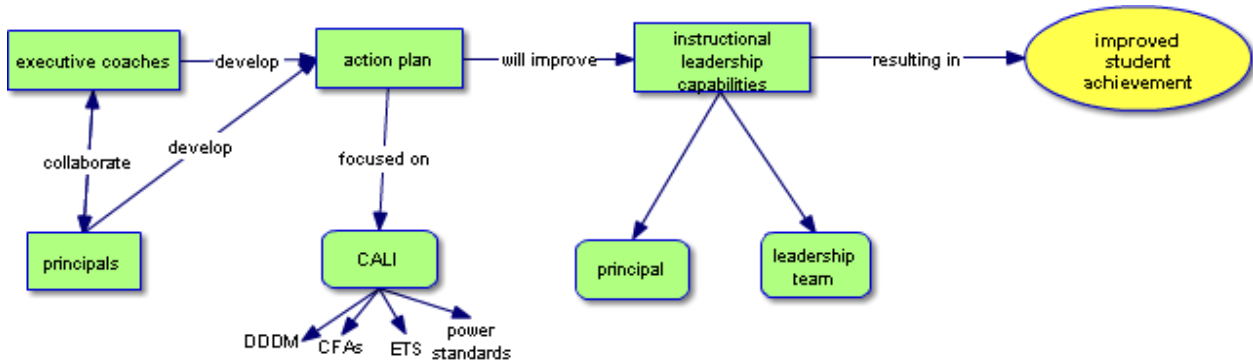 executive coaches
develop
action plan
will improve
instructional
leadership
capabilities
resulting in
improved
student
achievement
collaborate
develop
focused on
principals
CALI
principal
leadership
team
DDDM
CFAs
ETS
power
standards